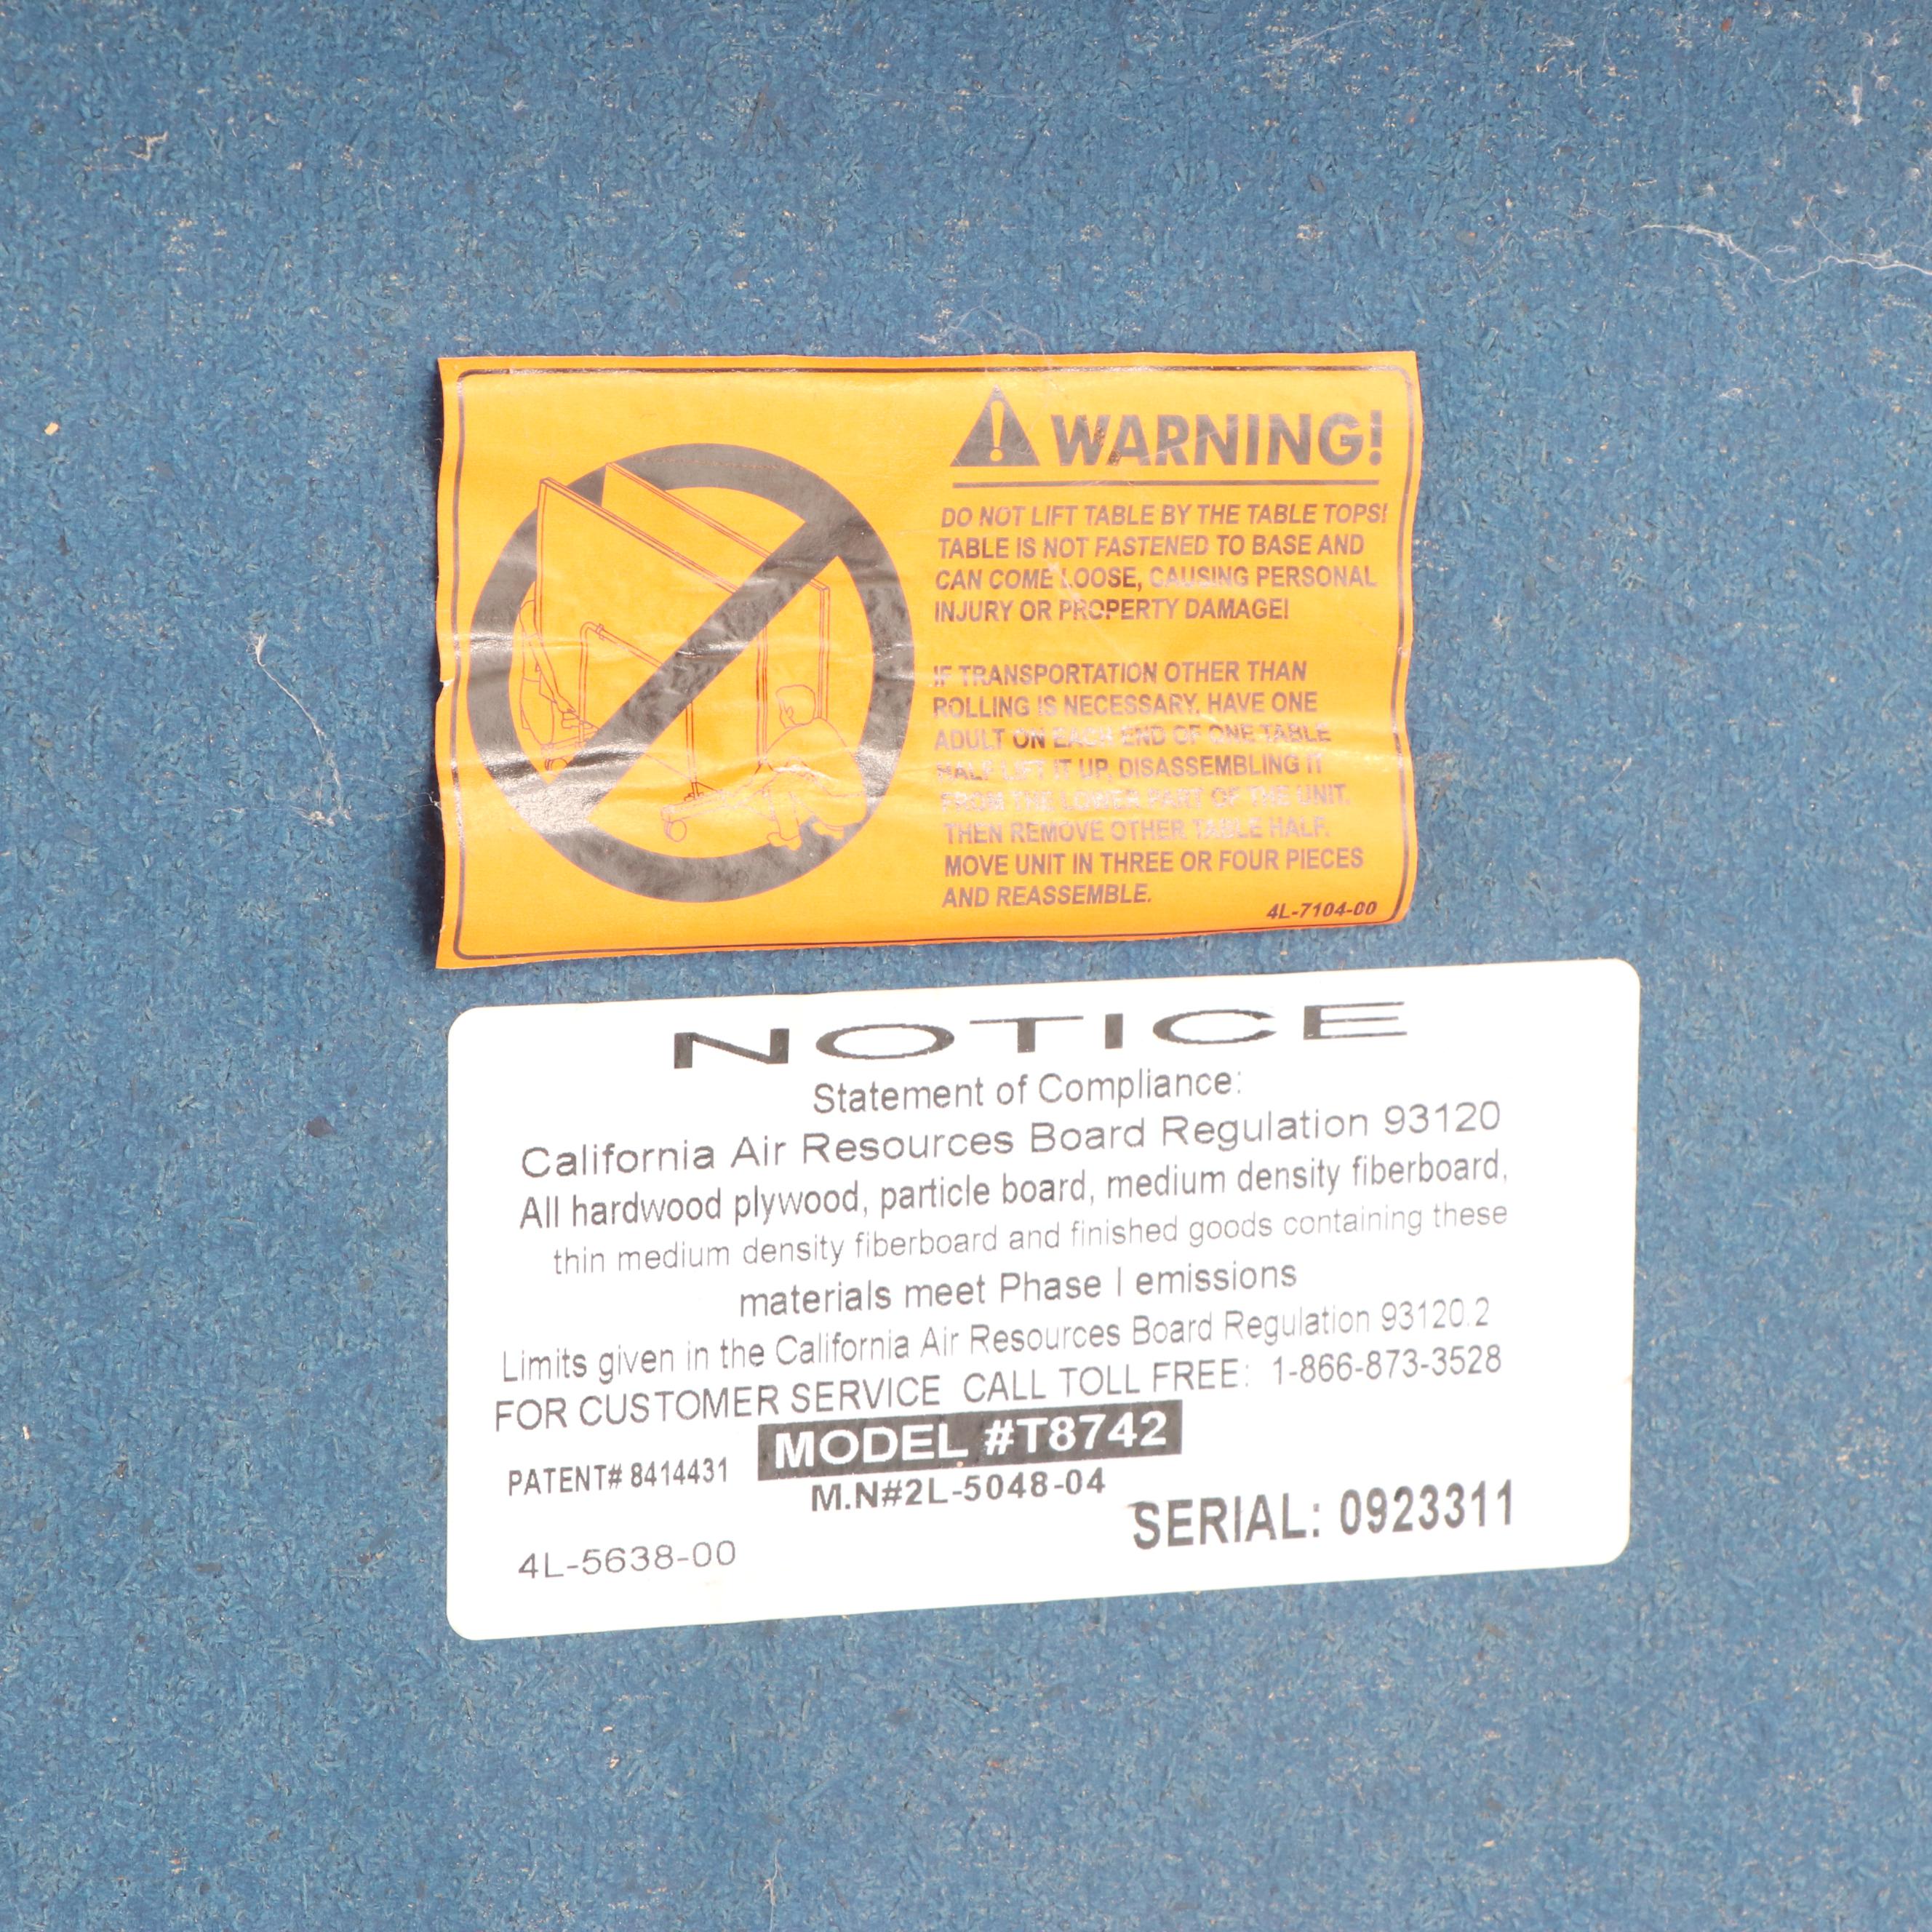 WARNING!
DO NOT LIFT TABLE BY THE TABLE TOPS!
TABLE IS NOT FASTENED TO BASE AND
CAN COME LOOSE, CAUSING PERSONAL
INJURY OR PROPERTY DAMAGE!
IF TRANSPORTATION OTHER THAN
ROLLING IS NECESSARY, HAVE ONE
ADULT ON EACH END OF ONE TABLE
HALF LIFT IT UP, DISASSEMBLING IT
FROM THE LOWER PART OF THE UNIT.
THEN REMOVE OTHER TABLE HALF.
MOVE UNIT IN THREE OR FOUR PIECES
AND REASSEMBLE.
4L-7104-00
NOTICE
Statement of Compliance:
California Air Resources Board Regulation 93120
All hardwood plywood, particle board, medium density fiberboard,
thin medium density fiberboard and finished goods containing these
materials meet Phase I emissions
Limits given in the California Air Resources Board Regulation 93120.2
FOR CUSTOMER SERVICE CALL TOLL FREE: 1-866-873-3528
PATENT# 8414431 MODEL #T8742
M.N#2L-5048-04
SERIAL: 0923311
4L-5638-00